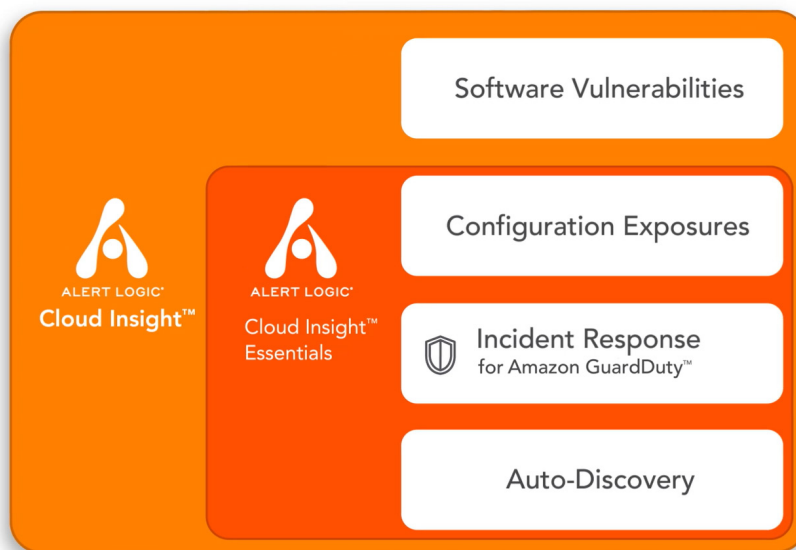 Software Vulnerabilities
ALERT LOGIC®
Cloud Insight™
ALERT LOGIC®
Cloud Insight™
Essentials
Configuration Exposures
Incident Response
for Amazon GuardDuty™
Auto-Discovery